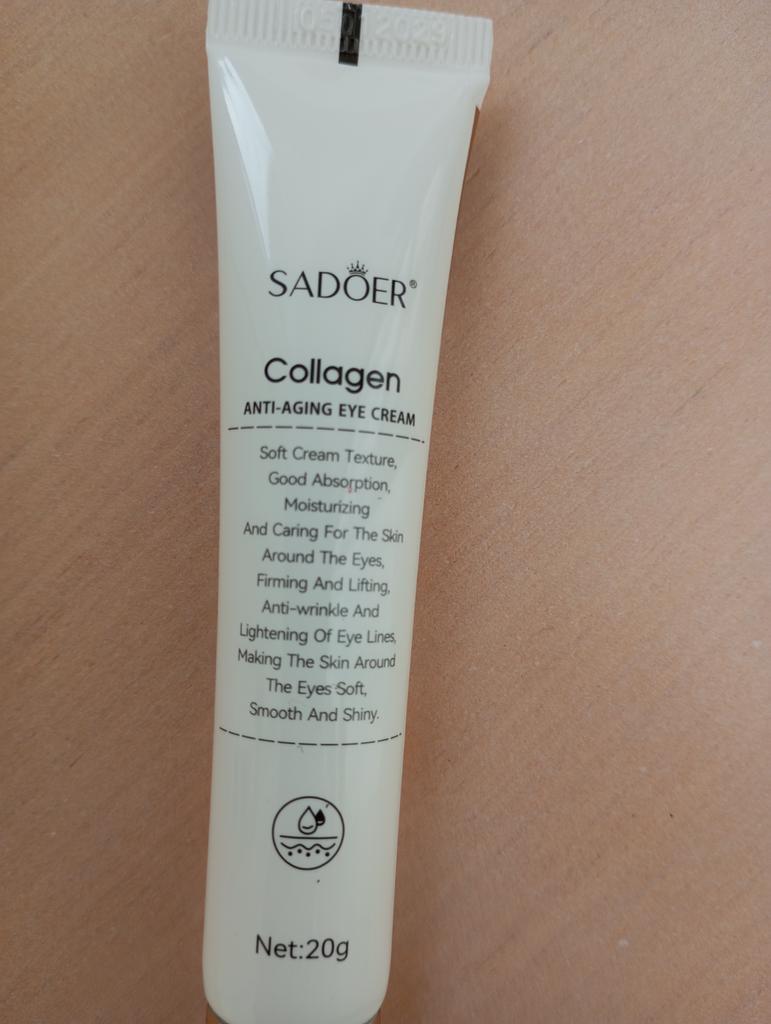 2029
SADOER®
Collagen
ANTI-AGING EYE CREAM
Soft Cream Texture,
Good Absorption,
Moisturizing
And Caring For The Skin
Around The Eyes,
Firming And Lifting,
Anti-wrinkle And
Lightening Of Eye Lines,
Making The Skin Around
The Eyes Soft,
Smooth And Shiny.
Net:20g